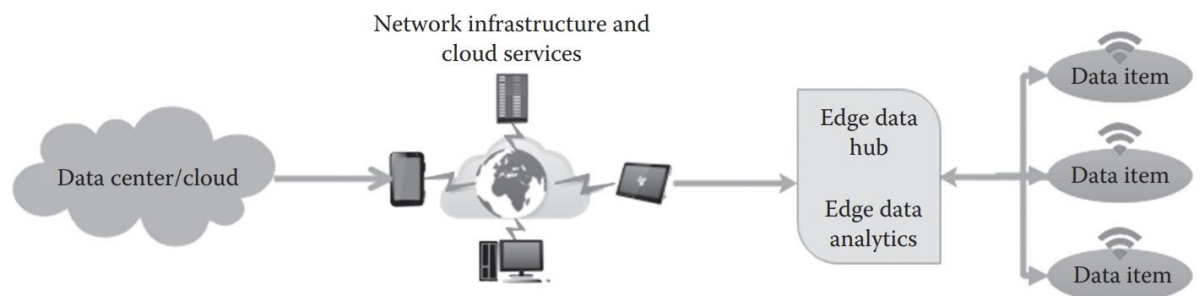 Network infrastructure and
cloud services
Data center/cloud
Edge data
hub
Edge data
analytics
Data item
Data item
Data item